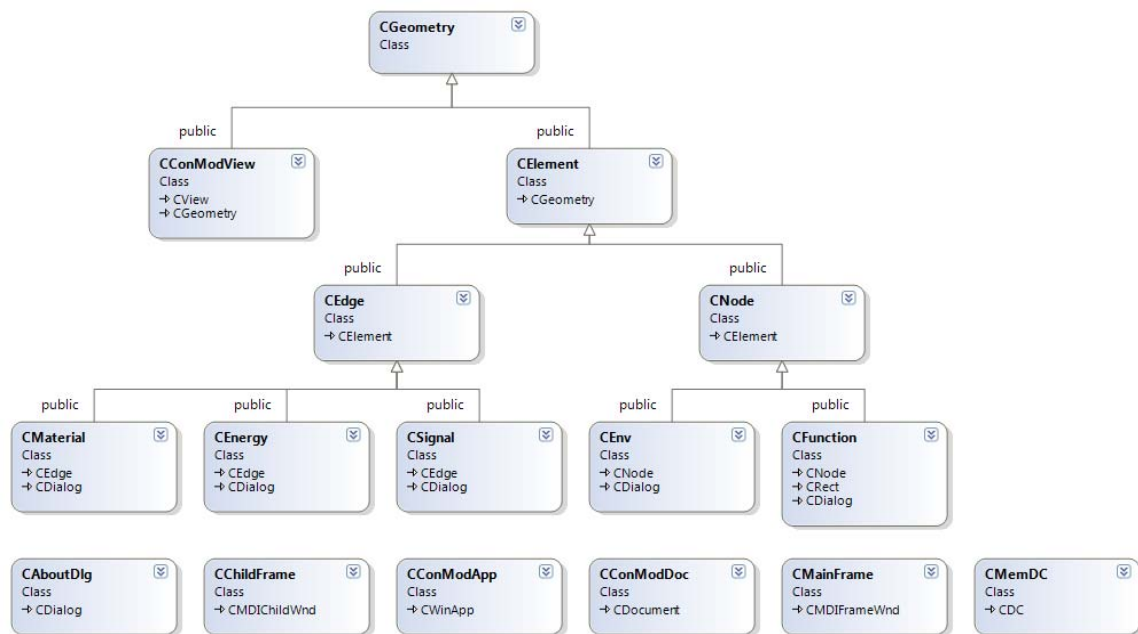 CGeometry
Class
public
public
CConModView
Class
CView
CGeometry
CElement
Class
CGeometry
public
public
CEdge
Class
CElement
CNode
Class
CElement
public
public
public
public
public
CMaterial
Class
CEdge
CDialog
CEnergy
Class
CEdge
CDialog
CSignal
Class
CEdge
CDialog
CEnv
Class
CNode
CDialog
CFunction
Class
CNode
CRect
CDialog
CAboutDlg
Class
CDialog
CChildFrame
Class
CMDIChildWnd
CConModApp
Class
CWinApp
CConModDoc
Class
CDocument
CMainFrame
Class
CMDIFrameWnd
CMemDC
Class
CDC